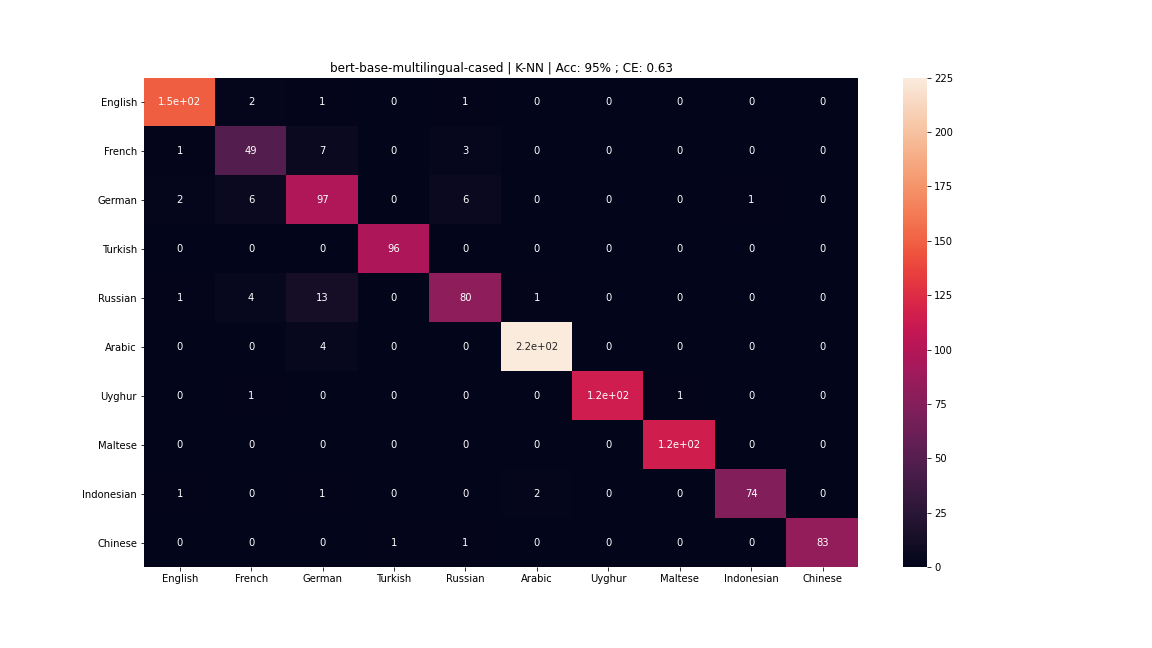 bert-base-multilingual-cased | K-NN | Acc: 95% ; CE: 0.63
English 1.5e+02 2 1 0 1 0 0 0 0 0
French 1 49 7 0 3 0 0 0 0 0
German 2 6 97 0 6 0 0 0 1 0
Turkish 0 0 0 96 0 0 0 0 0 0
Russian 1 4 13 0 80 1 0 0 0 0
Arabic 0 0 4 0 0 2.2e+02 0 0 0 0
Uyghur 0 1 0 0 0 0 1.2e+02 1 0 0
Maltese 0 0 0 0 0 0 0 1.2e+02 0 0
Indonesian 1 0 1 0 0 2 0 0 74 0
Chinese 0 0 0 1 1 0 0 0 0 83
English French German Turkish Russian Arabic Uyghur Maltese Indonesian Chinese
225
200
175
150
125
100
75
50
25
0